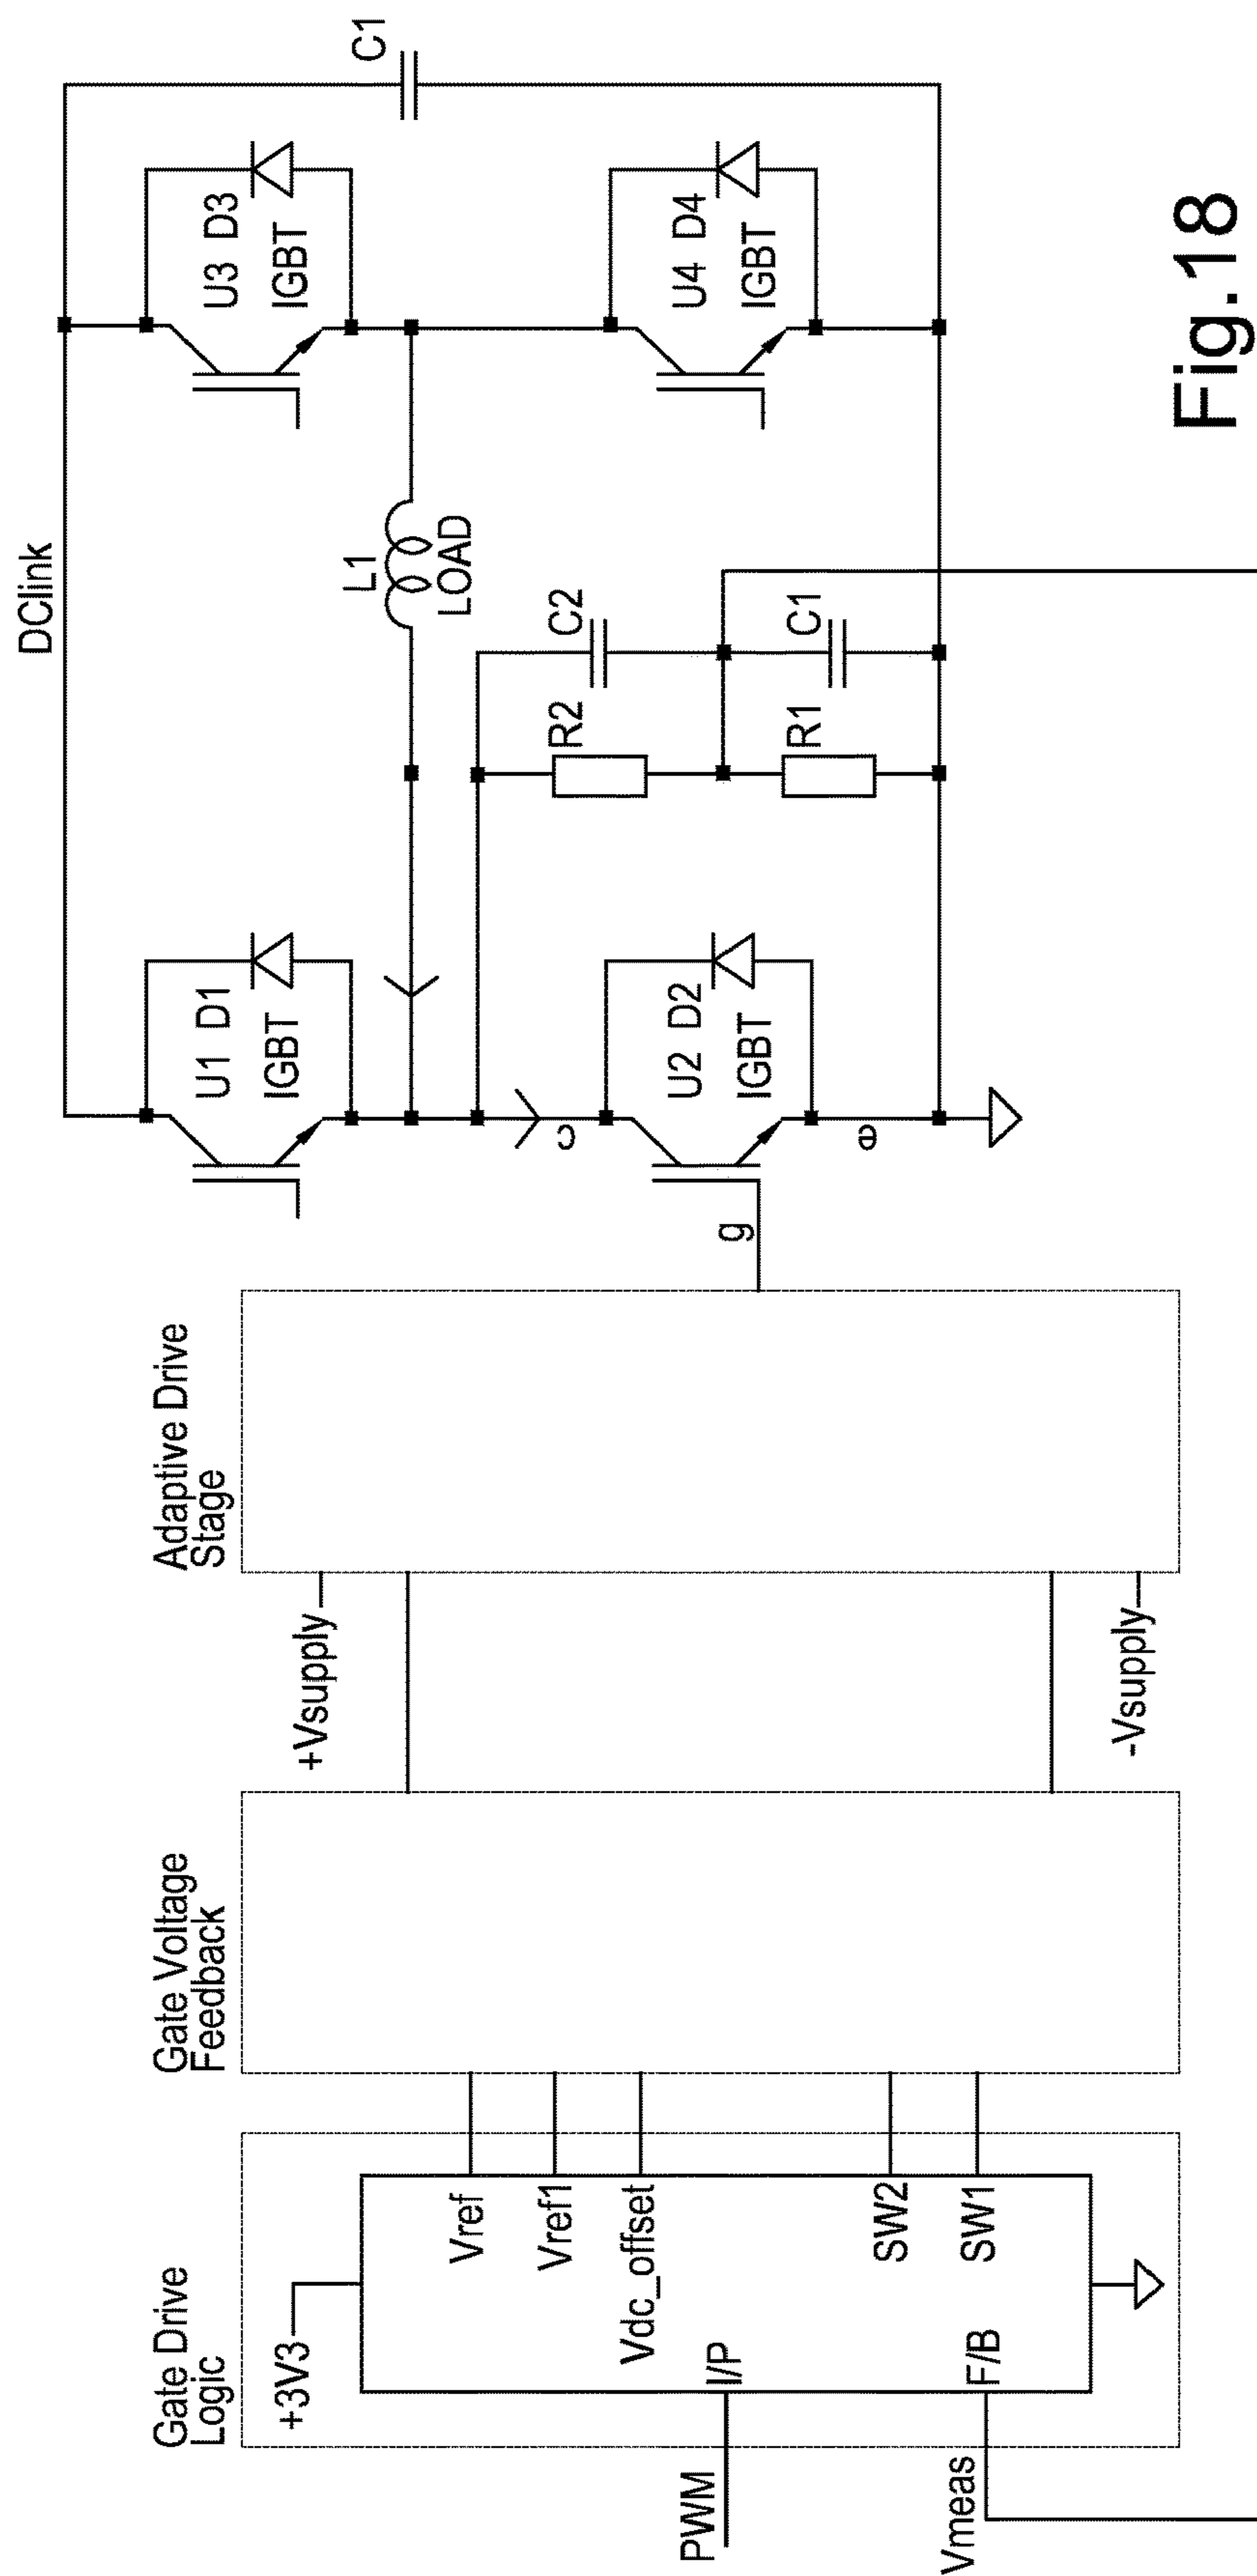 Gate Drive
Logic
+3V3
Vref
Vref1
Vdc_offset
SW2
SW1
I/P
F/B
PWM
Vmeas
Gate Voltage
Feedback
+Vsupply
-Vsupply
Adaptive Drive
Stage
g
c
e
DClink
U1 D1
IGBT
U2 D2
IGBT
L1
LOAD
R2
C2
R1
C1
U3 D3
IGBT
U4 D4
IGBT
C1
Fig.18